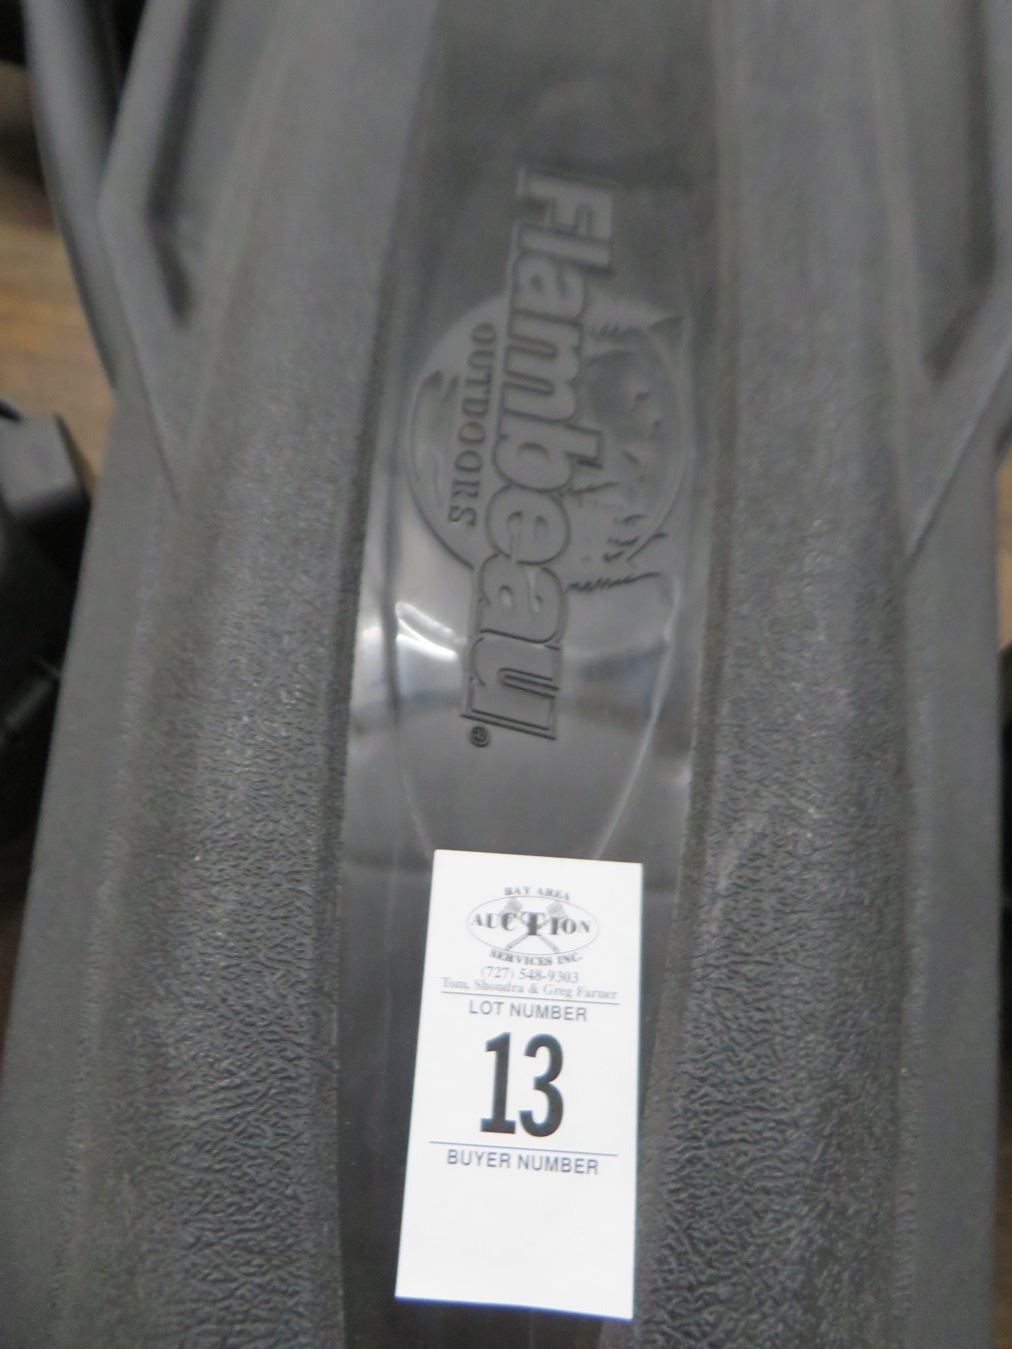 Flambeau®
OUTDOORS
BAY AREA
AUCTION
SERVICES INC.
(727) 548-9303
Tom, Shondra & Greg Farner
LOT NUMBER
13
BUYER NUMBER